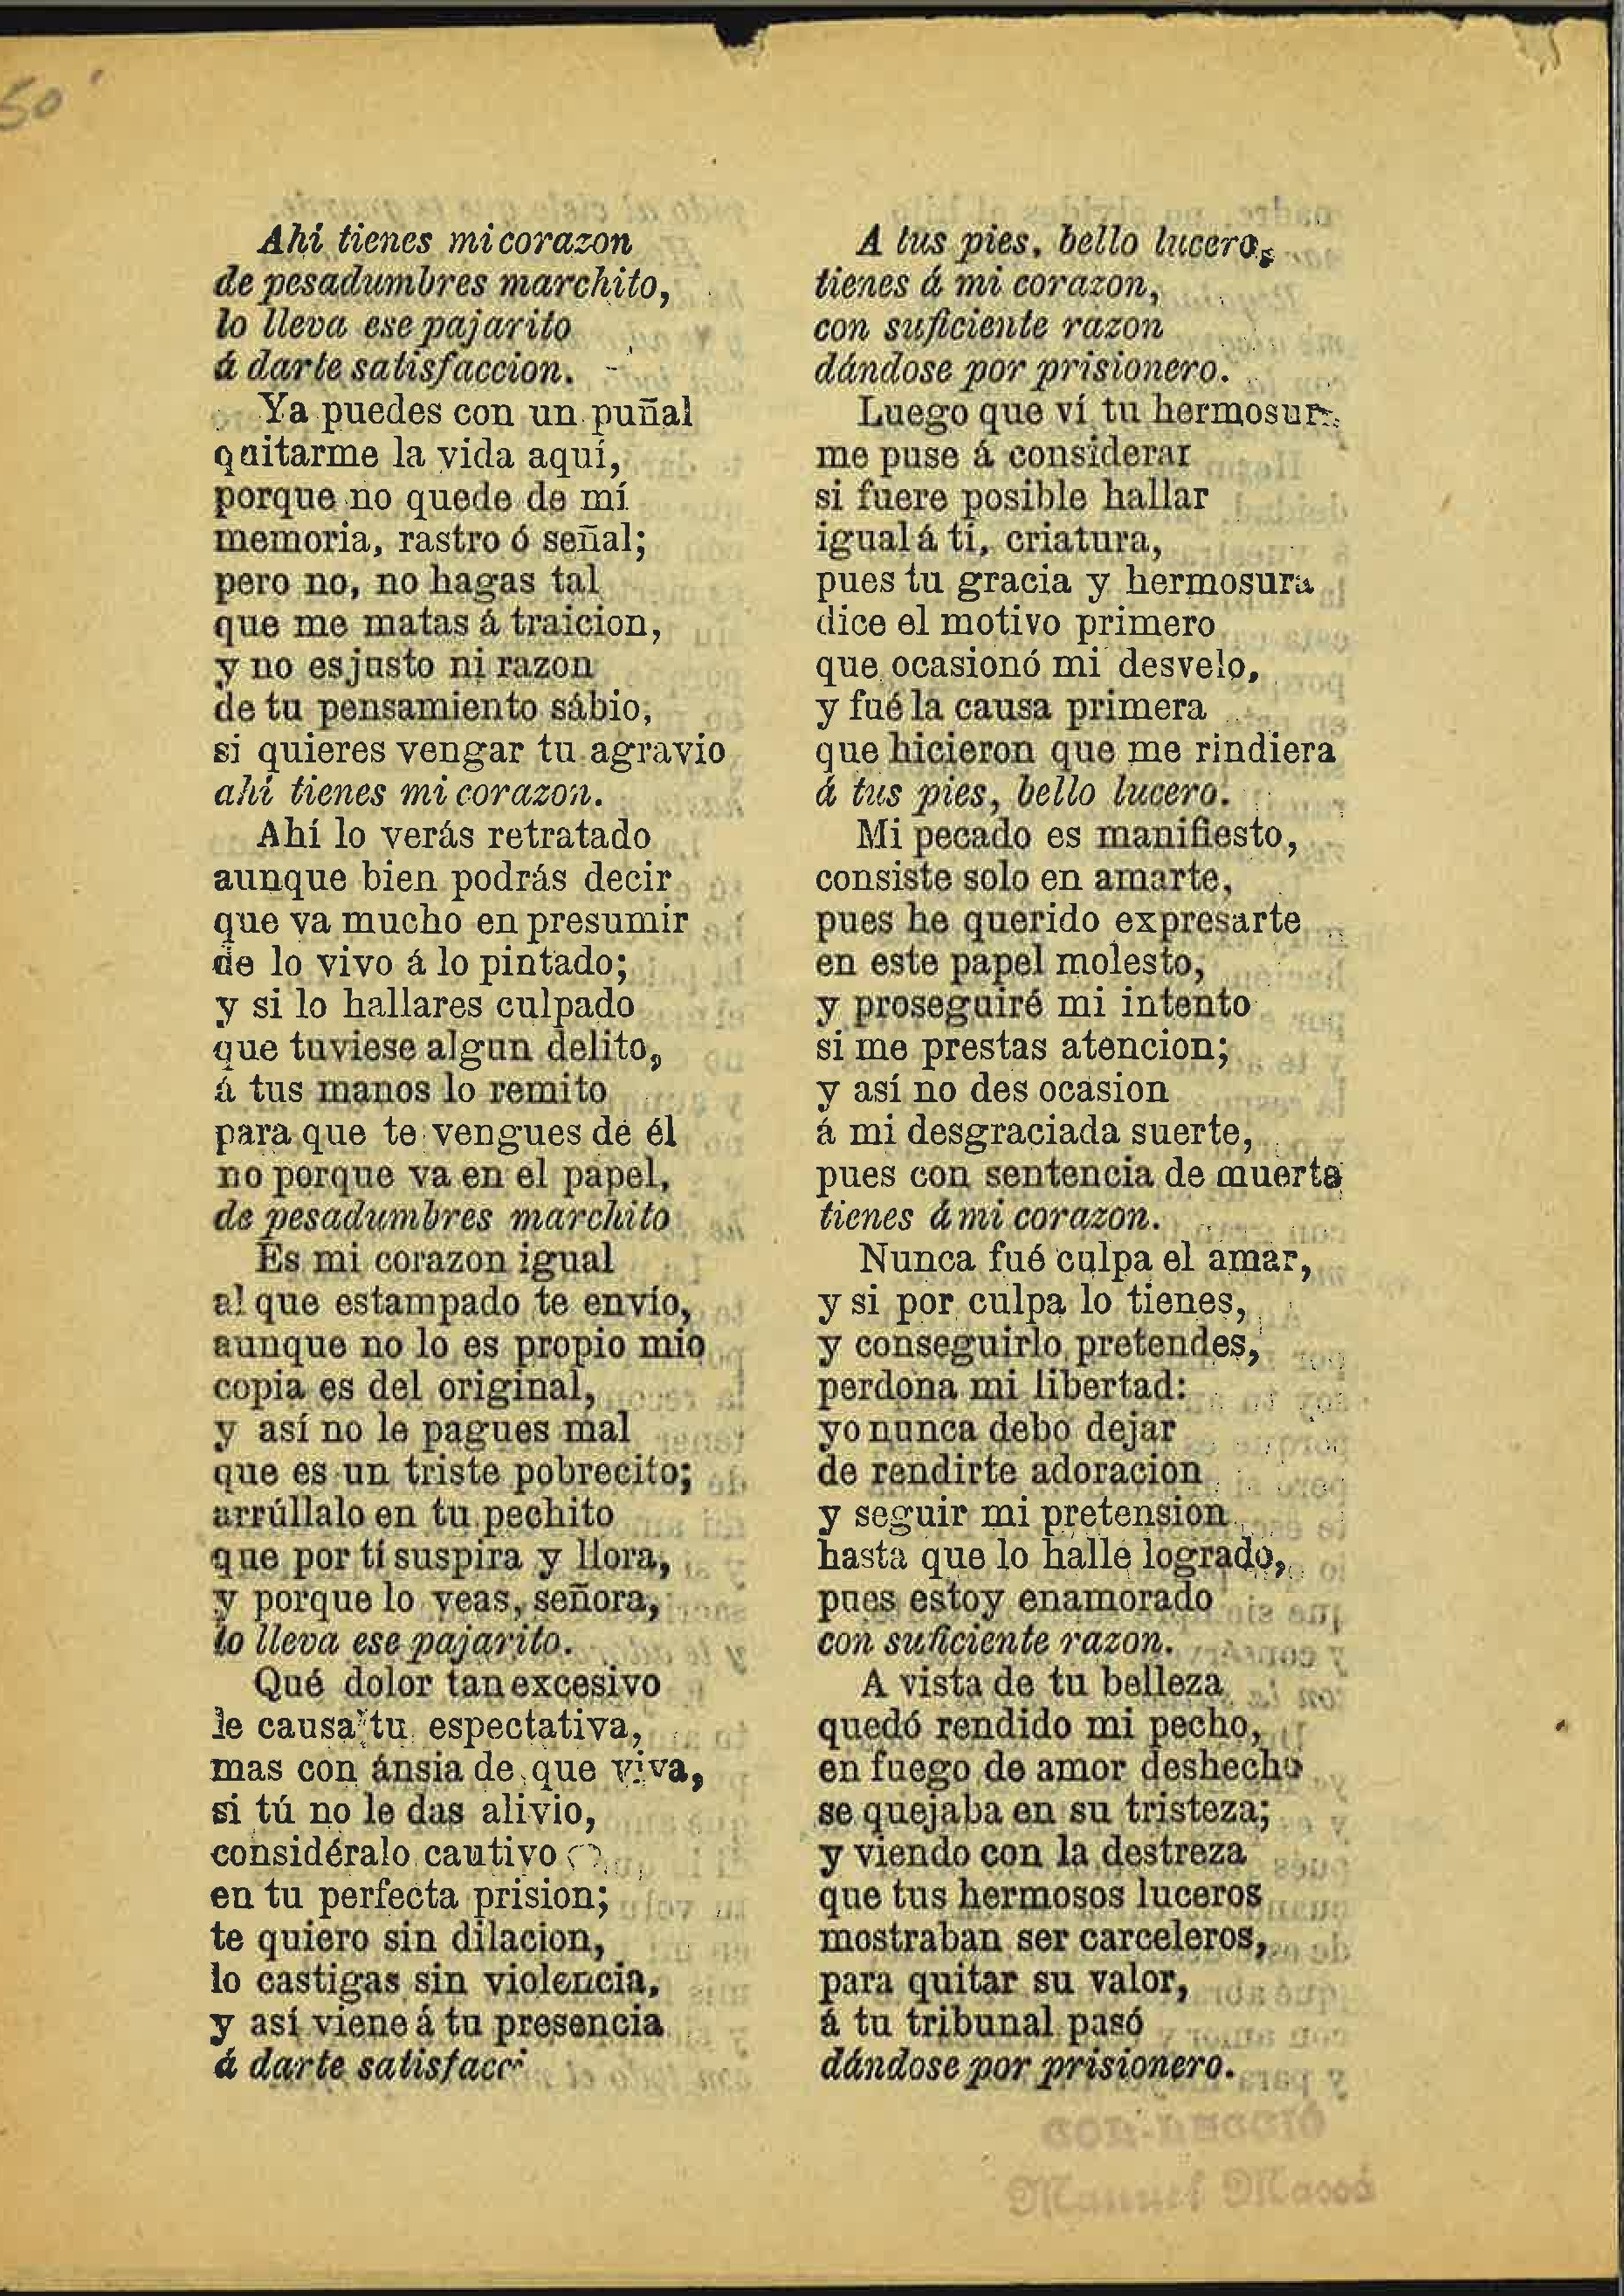 50
Ahí tienes mi corazon
de pesadumbres marchito,
lo lleva ese pajarito
á darte satisfaccion.
Ya puedes con un puñal
quitarme la vida aquí,
porque no quede de mí
memoria, rastro ó señal;
pero no, no hagas tal
que me matas á traicion,
y no es justo ni razon
de tu pensamiento sábio,
si quieres vengar tu agravio
ahí tienes mi corazon.
Ahí lo verás retratado
aunque bien podrás decir
que va mucho en presumir
de lo vivo á lo pintado;
y si lo hallares culpado
que tuviese algun delito,
á tus manos lo remito
para que te vengues de él
no porque va en el papel,
de pesadumbres marchito
Es mi corazon igual
al que estampado te envío,
aunque no lo es propio mio
copia es del original,
y así no le pagues mal
que es un triste pobrecito;
arrúllalo en tu pechito
que por tí suspira y llora,
y porque lo veas, señora,
lo lleva ese pajarito.
Qué dolor tan excesivo
le causa tu espectativa,
mas con ánsia de que viva,
si tú no le das alivio,
considéralo cautivo
en tu perfecta prision;
te quiero sin dilacion,
lo castigas sin violencia,
y así viene á tu presencia
á darte satisfacci
A tus pies, bello lucero,
tienes á mi corazon,
con suficiente razon
dándose por prisionero.
Luego que ví tu hermosura
me puse á considerar
si fuere posible hallar
igual á tí, criatura,
pues tu gracia y hermosura
dice el motivo primero
que ocasionó mi desvelo,
y fué la causa primera
que hicieron que me rindiera
á tus pies, bello lucero.
Mi pecado es manifiesto,
consiste solo en amarte,
pues he querido expresarte
en este papel molesto,
y proseguiré mi intento
si me prestas atencion;
y así no des ocasion
á mi desgraciada suerte,
pues con sentencia de muerte
tienes á mi corazon.
Nunca fué culpa el amar,
y si por culpa lo tienes,
y conseguirlo pretendes,
perdona mi libertad:
yo nunca debo dejar
de rendirte adoracion
y seguir mi pretension
hasta que lo halle logrado,
pues estoy enamorado
con suficiente razon.
A vista de tu belleza
quedó rendido mi pecho,
en fuego de amor deshecho
se quejaba en su tristeza;
y viendo con la destreza
que tus hermosos luceros
mostraban ser carceleros,
para quitar su valor,
á tu tribunal pasó
dándose por prisionero.
COL·LECCIÓ
Manuel Massó